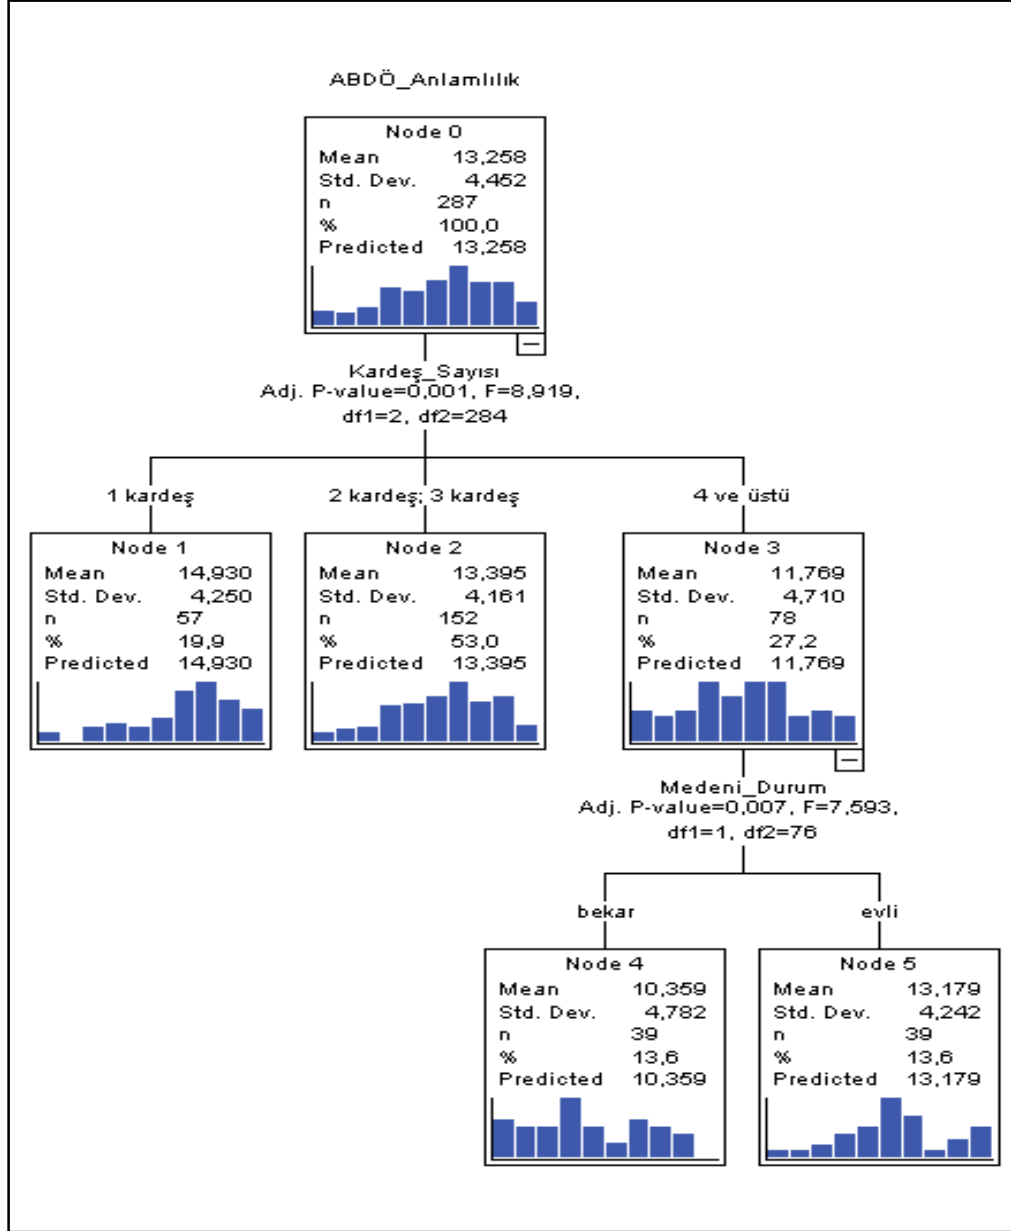 ABDÖ_Anlamlılık
Node 0
Mean 13,258
Std. Dev. 4,452
n 287
% 100,0
Predicted 13,258
Kardeş_Sayısı
Adj. P-value=0,001, F=8,919,
df1=2, df2=284
1 kardeş
2 kardeş; 3 kardeş
4 ve üstü
Node 1
Mean 14,930
Std. Dev. 4,250
n 57
% 19,9
Predicted 14,930
Node 2
Mean 13,395
Std. Dev. 4,161
n 152
% 53,0
Predicted 13,395
Node 3
Mean 11,769
Std. Dev. 4,710
n 78
% 27,2
Predicted 11,769
Medeni_Durum
Adj. P-value=0,007, F=7,593,
df1=1, df2=76
bekar
evli
Node 4
Mean 10,359
Std. Dev. 4,782
n 39
% 13,6
Predicted 10,359
Node 5
Mean 13,179
Std. Dev. 4,242
n 39
% 13,6
Predicted 13,179